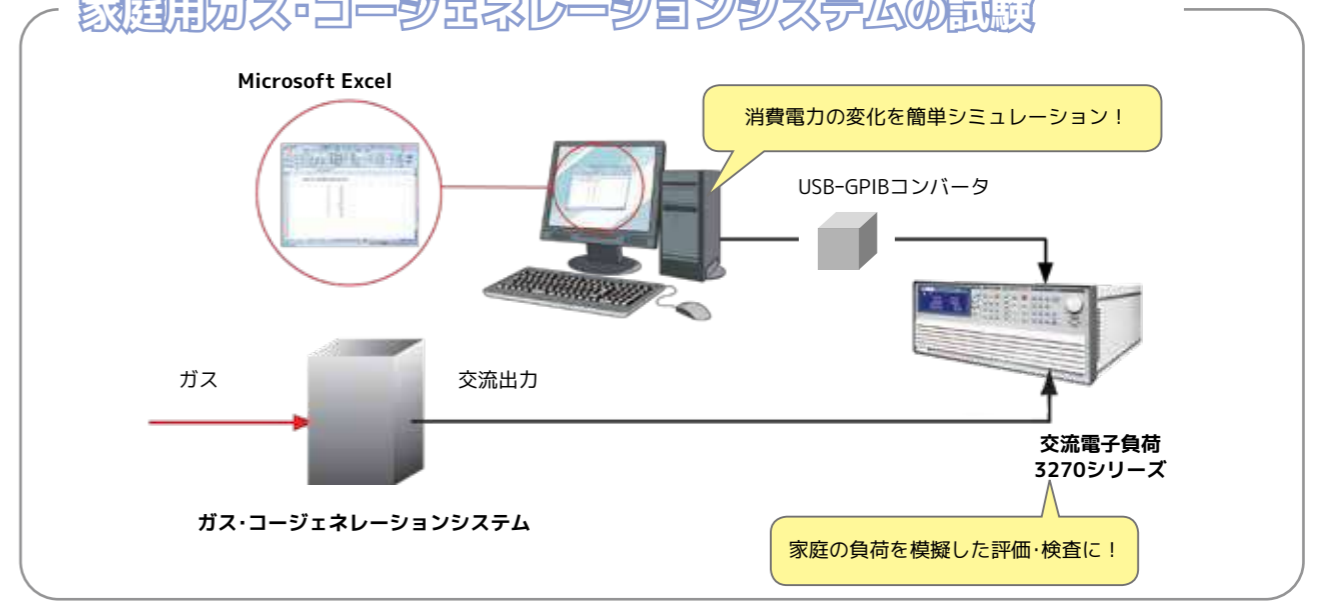 家庭用ガス・コージェネレーションシステムの試験
Microsoft Excel
消費電力の変化を簡単シミュレーション!
USB-GPIBコンバータ
ガス
交流出力
交流電子負荷
3270シリーズ
ガス・コージェネレーションシステム
家庭の負荷を模擬した評価・検査に!